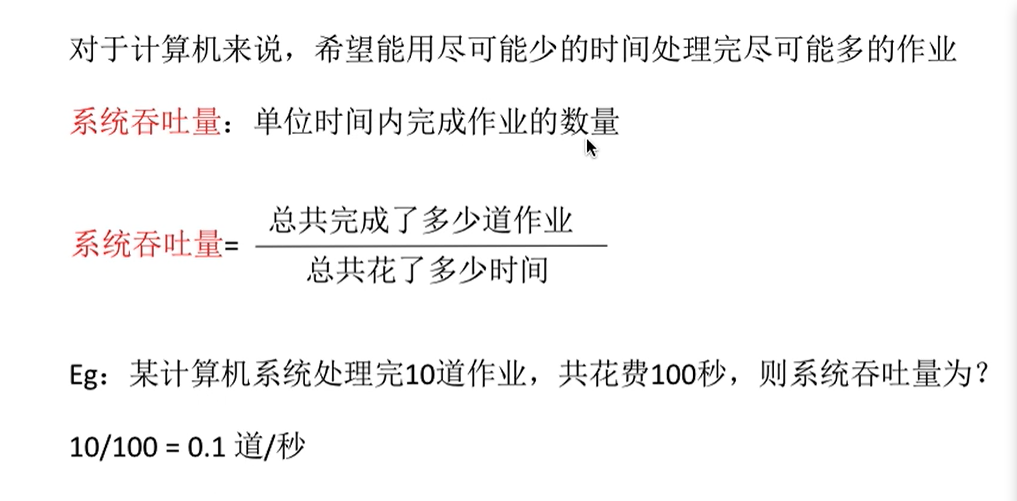 对于计算机来说，希望能用尽可能少的时间处理完尽可能多的作业
系统吞吐量：单位时间内完成作业的数量
系统吞吐量=
总共完成了多少道作业
总共花了多少时间
Eg：某计算机系统处理完10道作业，共花费100秒，则系统吞吐量为？
10/100 = 0.1 道/秒